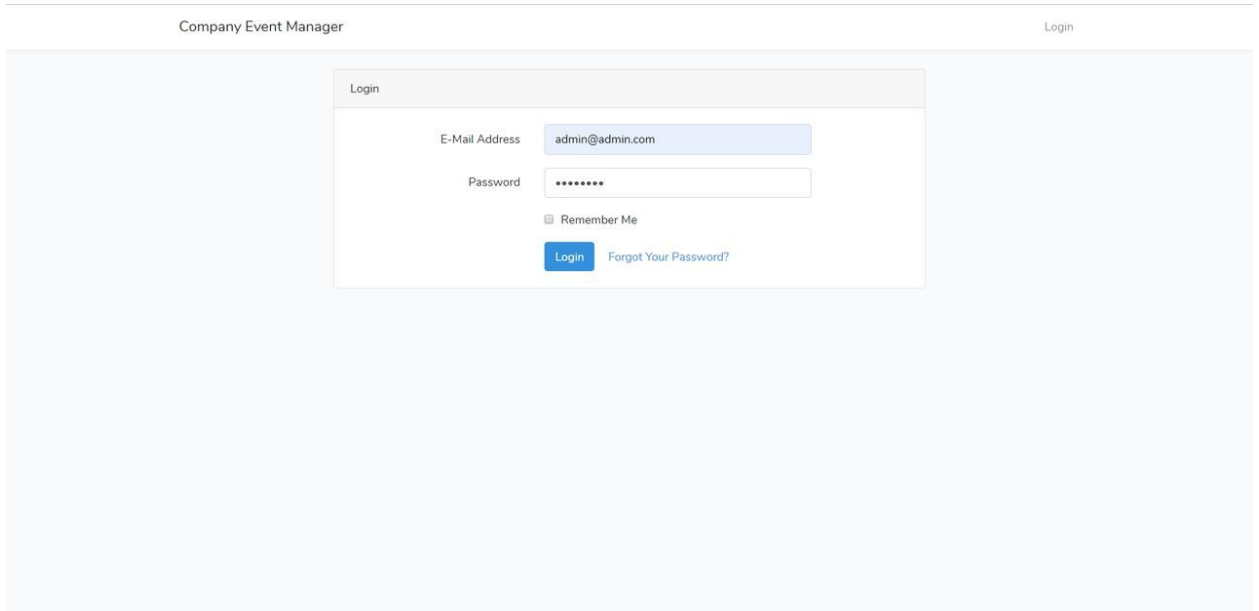 Company Event Manager Login
Login
E-Mail Address admin@admin.com
Password ••••••••
Remember Me
Login Forgot Your Password?